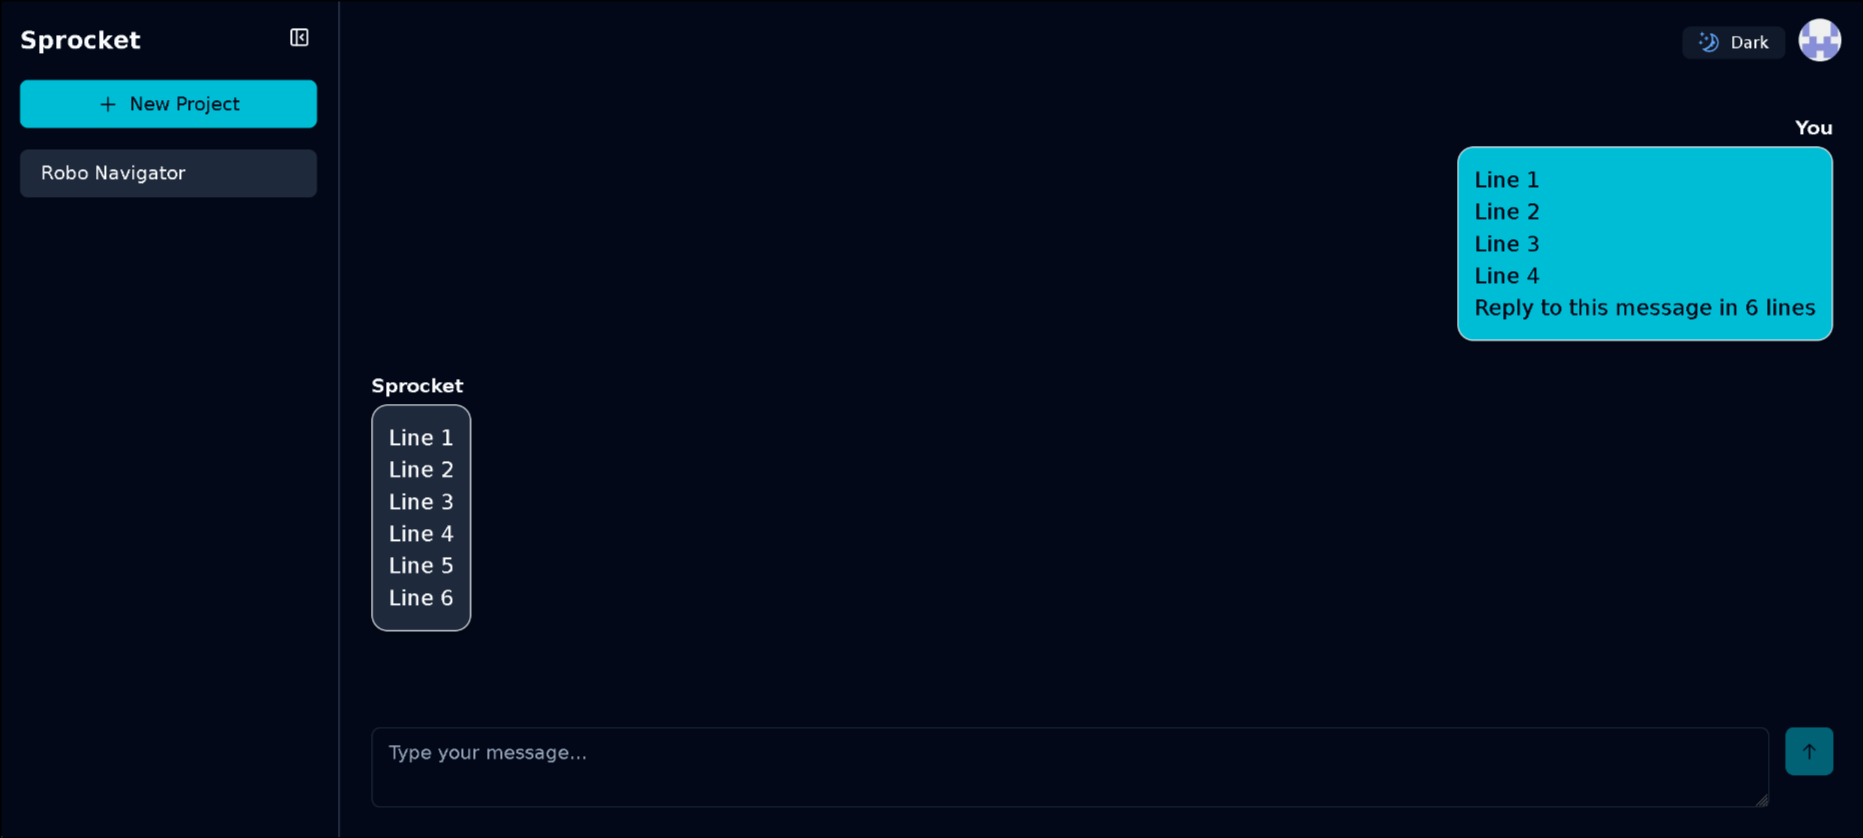 Sprocket
New Project
Robo Navigator
Dark
You
Line 1
Line 2
Line 3
Line 4
Reply to this message in 6 lines
Sprocket
Line 1
Line 2
Line 3
Line 4
Line 5
Line 6
Type your message...